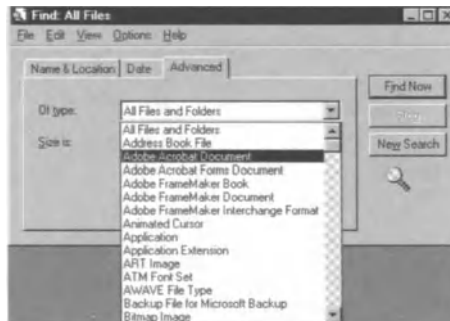 Find: All Files
File Edit View Options Help
Name & Location Date Advanced
Of type:
All Files and Folders
Size is:
All Files and Folders
Address Book File
Adobe Acrobat Document
Adobe Acrobat Forms Document
Adobe FrameMaker Book
Adobe FrameMaker Document
Adobe FrameMaker Interchange Format
Animated Cursor
Application
Application Extension
ART Image
ATM Font Set
AWAVE File Type
Backup File for Microsoft Backup
Bitmap Image
Find Now
Stop
New Search